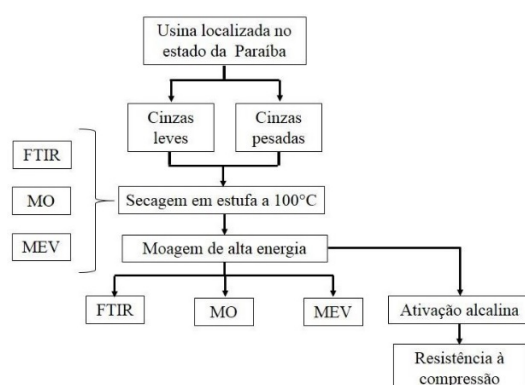 Usina localizada no
estado da Paraíba
Cinzas
leves
Cinzas
pesadas
FTIR
MO
MEV
Secagem em estufa a 100°C
Moagem de alta energia
FTIR
MO
MEV
Ativação alcalina
Resistência à
compressão